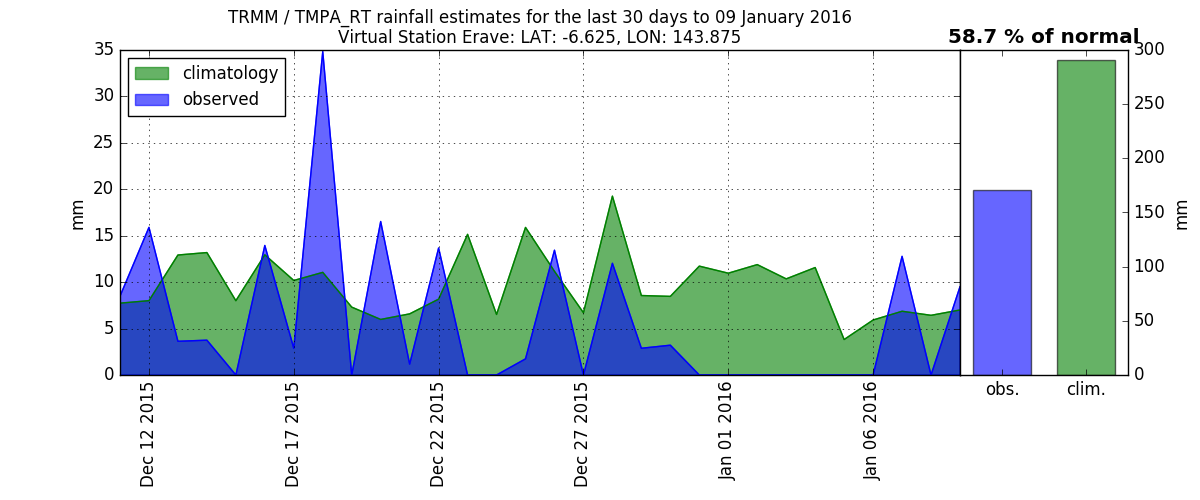 TRMM / TMPA_RT rainfall estimates for the last 30 days to 09 January 2016
Virtual Station Erave: LAT: -6.625, LON: 143.875
58.7 % of normal
climatology
observed
35
30
25
20
15
10
5
0
mm
Dec 12 2015
Dec 17 2015
Dec 22 2015
Dec 27 2015
Jan 01 2016
Jan 06 2016
300
250
200
150
100
50
0
mm
obs.
clim.